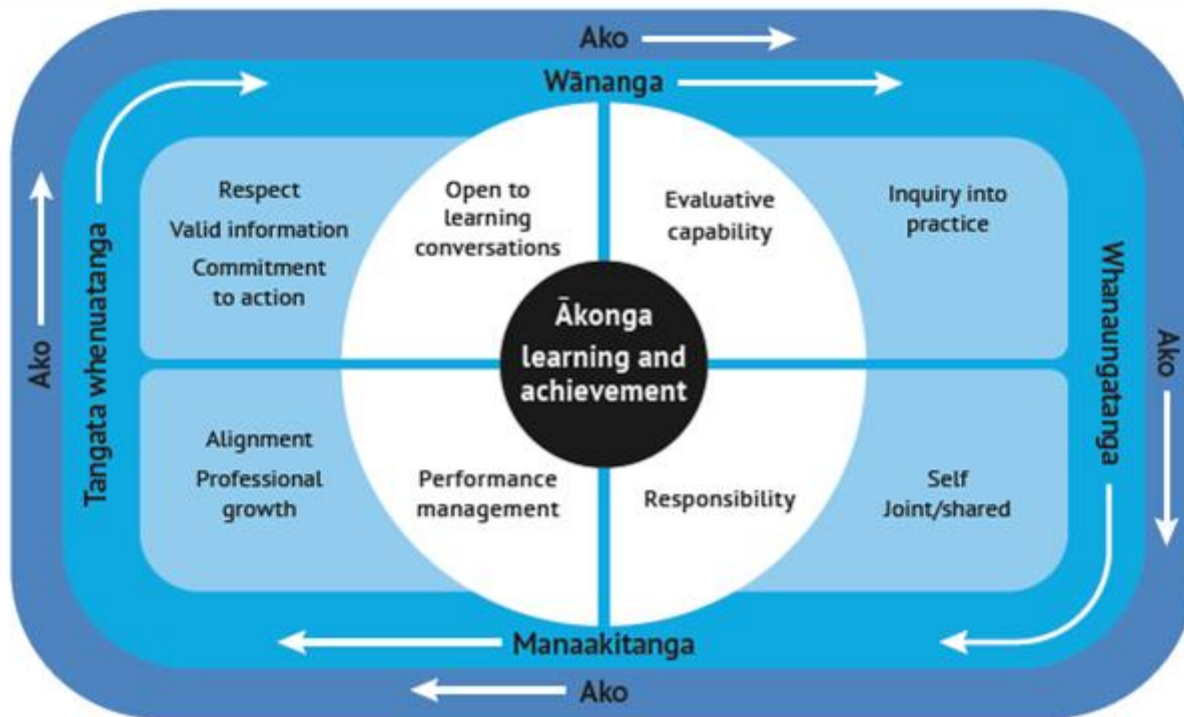 Ako
Wānanga
Respect
Valid information
Commitment
to action
Open to
learning
conversations
Evaluative
capability
Inquiry into
practice
Ākonga
learning and
achievement
Tangata whenuatanga
Ako
Whanaungatanga
Ako
Alignment
Professional
growth
Performance
management
Responsibility
Self
Joint/shared
Manaakitanga
Ako